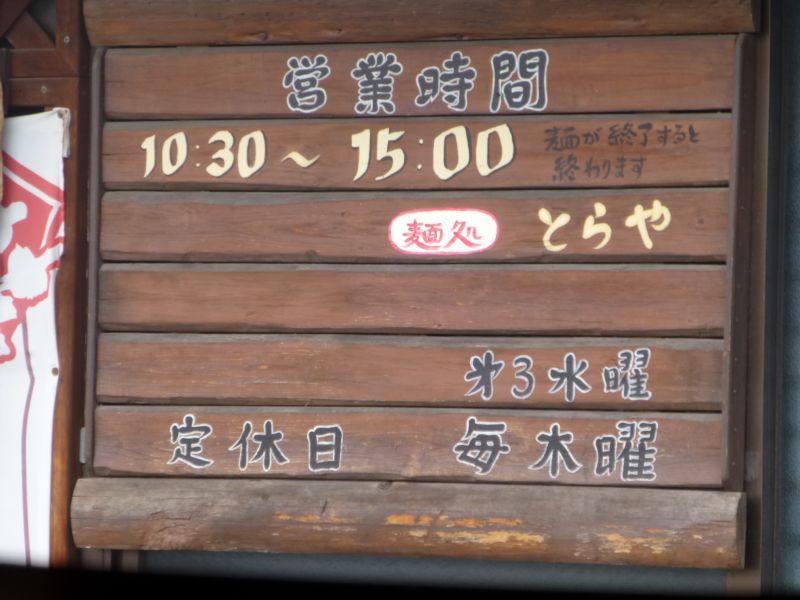 営業時間
10:30～15:00 麺が終了すると
終わります
麺処 とらや
㐧3水曜
定休日 毎木曜